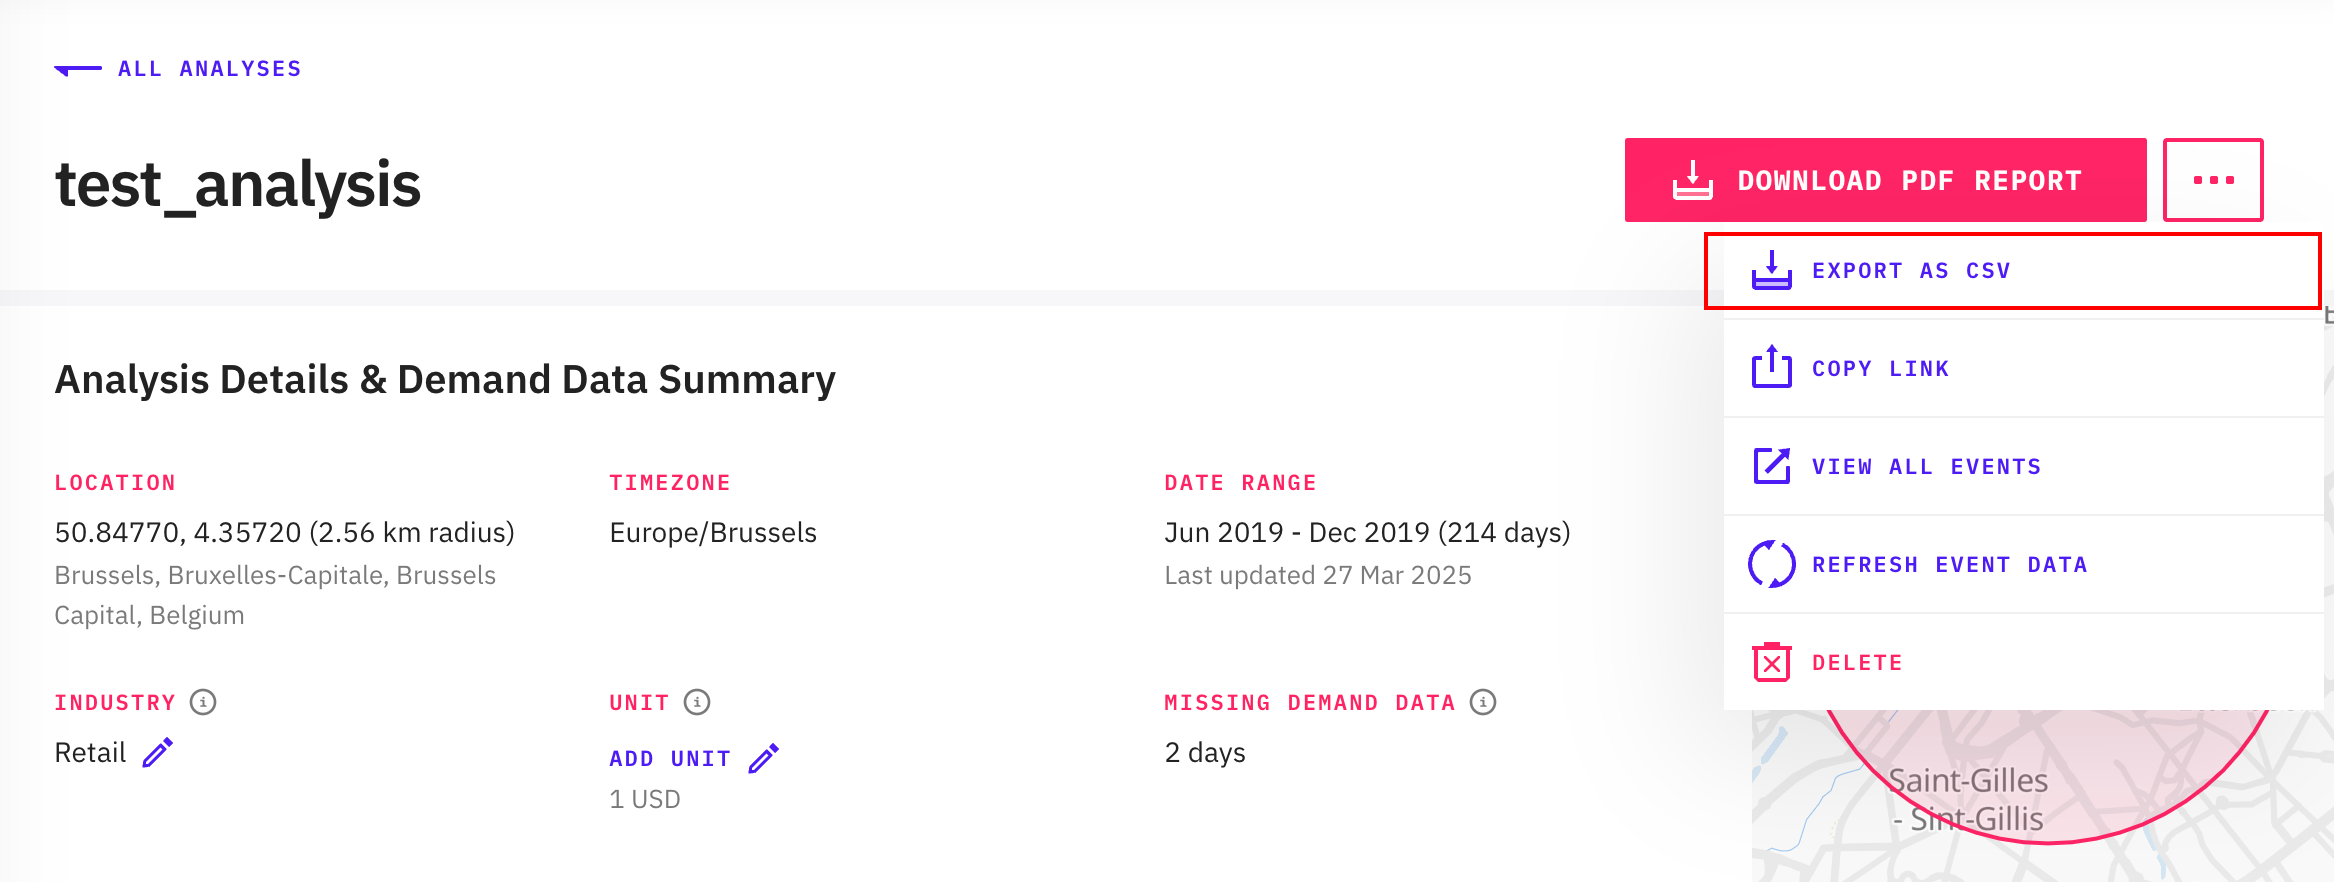 ALL ANALYSES
test_analysis
DOWNLOAD PDF REPORT
EXPORT AS CSV
COPY LINK
VIEW ALL EVENTS
REFRESH EVENT DATA
DELETE
Analysis Details & Demand Data Summary
LOCATION
50.84770, 4.35720 (2.56 km radius)
Brussels, Bruxelles-Capitale, Brussels
Capital, Belgium
TIMEZONE
Europe/Brussels
DATE RANGE
Jun 2019 - Dec 2019 (214 days)
Last updated 27 Mar 2025
INDUSTRY
Retail
UNIT
ADD UNIT
1 USD
MISSING DEMAND DATA
2 days
Saint-Gilles
- Sint-Gillis